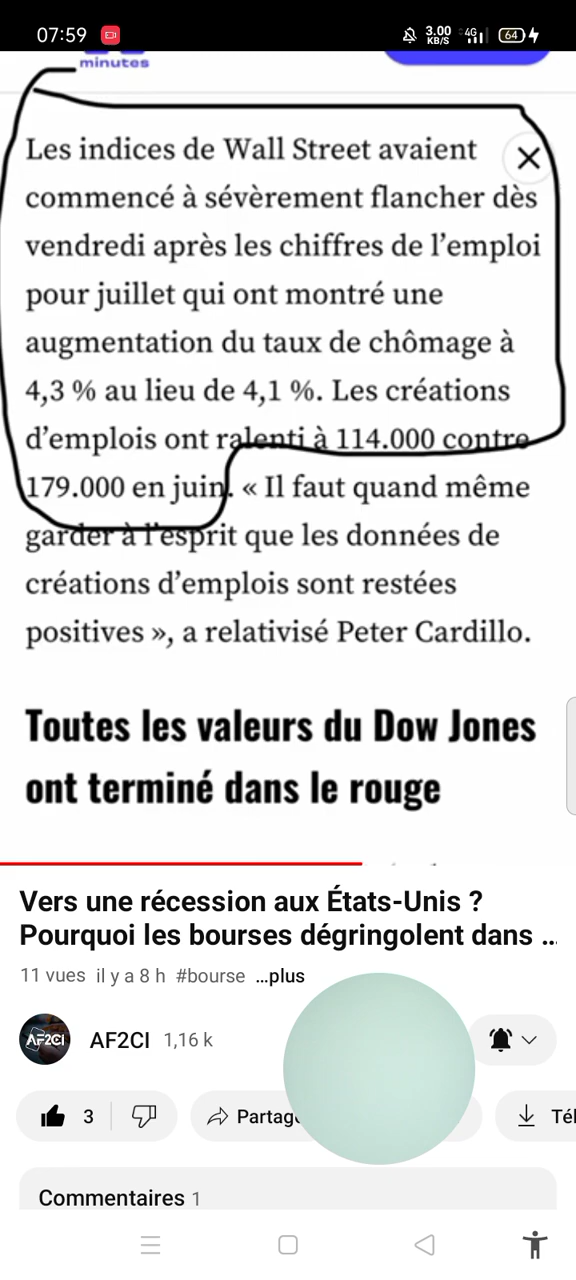 07:59
3.00
KB/S
4G
64
minutes
Les indices de Wall Street avaient
commencé à sévèrement flancher dès
vendredi après les chiffres de l'emploi
pour juillet qui ont montré une
augmentation du taux de chômage à
4,3 % au lieu de 4,1 %. Les créations
d'emplois ont ralenti à 114.000 contre
179.000 en juin. « Il faut quand même
garder à l'esprit que les données de
créations d'emplois sont restées
positives », a relativisé Peter Cardillo.
Toutes les valeurs du Dow Jones
ont terminé dans le rouge
Vers une récession aux États-Unis ?
Pourquoi les bourses dégringolent dans ...
11 vues il y a 8 h #bourse ...plus
AF2CI AF2CI 1,16 k
3 Partag Tél
Commentaires 1